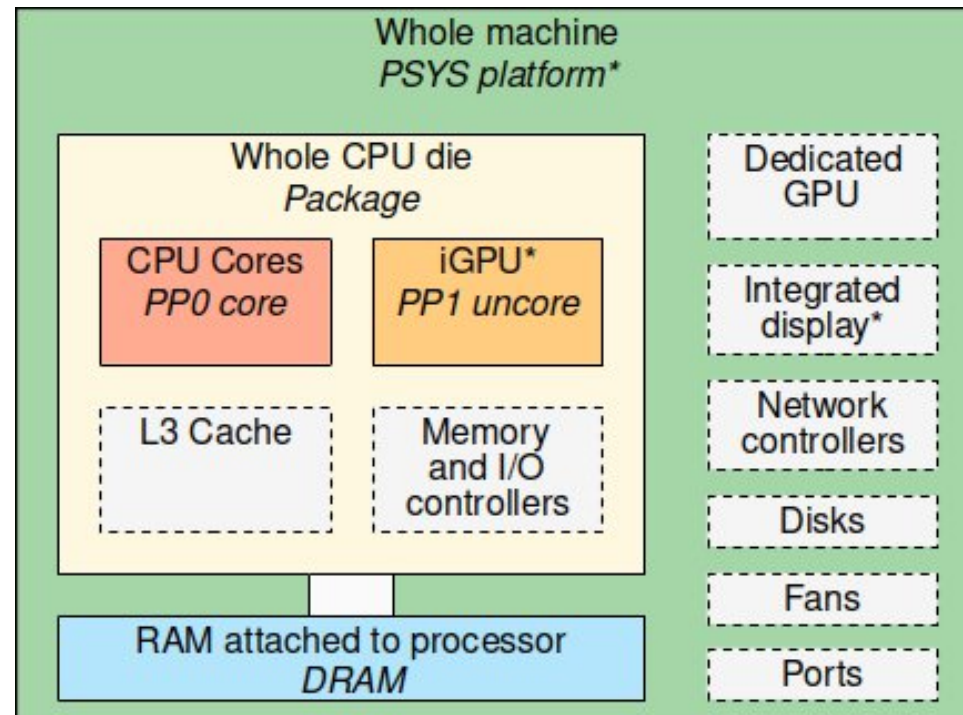 Whole machine
PSYS platform*
Whole CPU die
Package
CPU Cores
PP0 core
iGPU*
PP1 uncore
L3 Cache
Memory
and I/O
controllers
RAM attached to processor
DRAM
Dedicated
GPU
Integrated
display*
Network
controllers
Disks
Fans
Ports